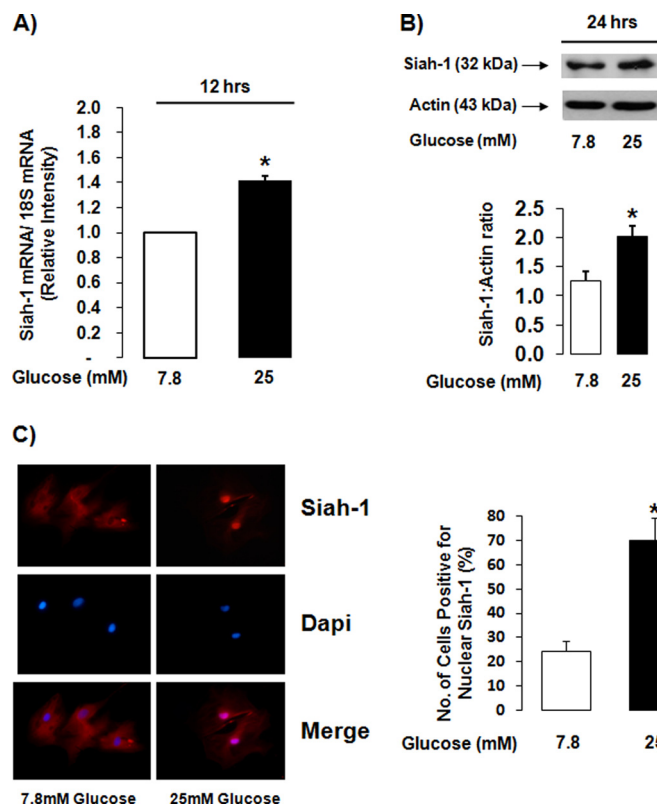 A)
12 hrs
Siah-1 mRNA/ 18S mRNA
(Relative Intensity)
2.0
1.8
1.6
1.4
1.2
1.0
0.8
0.6
0.4
0.2
-
*
Glucose (mM)
7.8
25
B)
24 hrs
Siah-1 (32 kDa)
Actin (43 kDa)
Glucose (mM)
7.8
25
Siah-1:Actin ratio
2.5
2.0
1.5
1.0
0.5
0.0
*
Glucose (mM)
7.8
25
C)
Siah-1
Dapi
Merge
7.8mM Glucose
25mM Glucose
No. of Cells Positive for
Nuclear Siah-1 (%)
80
70
60
50
40
30
20
10
0
*
Glucose (mM)
7.8
25